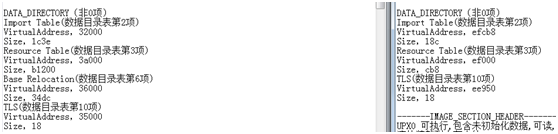 DATA_DIRECTORY (非0项)
Import Table(数据目录表第2项)
VirtualAddress, 32000
Size, 1c3e
Resource Table(数据目录表第3项)
VirtualAddress, 3a000
Size, b1200
Base Relocation(数据目录表第6项)
VirtualAddress, 36000
Size, 34dc
TLS(数据目录表第10项)
VirtualAddress, 35000
Size, 18
DATA_DIRECTORY (非0项)
Import Table(数据目录表第2项)
VirtualAddress, efcb8
Size, 18c
Resource Table(数据目录表第3项)
VirtualAddress, ef000
Size, cb8
TLS(数据目录表第10项)
VirtualAddress, ee950
Size, 18
-------IMAGE_SECTION_HEADER------
UPX0 可执行,包含未初始化数据,可读,